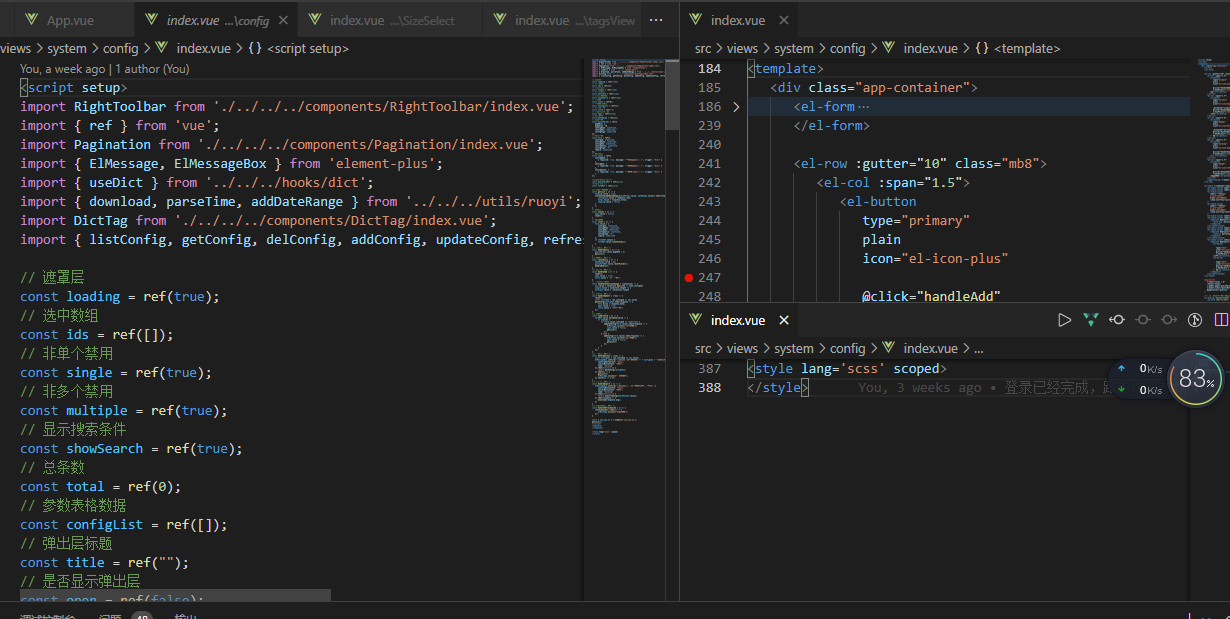 App.vue
index.vue ...\config
index.vue ...\SizeSelect
index.vue ...\tagsView
views > system > config > index.vue > {} <script setup>
You, a week ago | 1 author (You)
<script setup>
import RightToolbar from './../../../components/RightToolbar/index.vue';
import { ref } from 'vue';
import Pagination from './../../../components/Pagination/index.vue';
import { ElMessage, ElMessageBox } from 'element-plus';
import { useDict } from '../../../hooks/dict';
import { download, parseTime, addDateRange } from '../../../utils/ruoyi';
import DictTag from './../../../components/DictTag/index.vue';
import { listConfig, getConfig, delConfig, addConfig, updateConfig, refres
// 遮罩层
const loading = ref(true);
// 选中数组
const ids = ref([]);
// 非单个禁用
const single = ref(true);
// 非多个禁用
const multiple = ref(true);
// 显示搜索条件
const showSearch = ref(true);
// 总条数
const total = ref(0);
// 参数表格数据
const configList = ref([]);
// 弹出层标题
const title = ref("");
// 是否显示弹出层
const open = ref(false);
调试控制台 问题 48 输出
index.vue
src > views > system > config > index.vue > {} <template>
184 <template>
185 <div class="app-container">
186 <el-form ...
239 </el-form>
240
241 <el-row :gutter="10" class="mb8">
242 <el-col :span="1.5">
243 <el-button
244 type="primary"
245 plain
246 icon="el-icon-plus"
247
248 @click="handleAdd"
index.vue
src > views > system > config > index.vue > ...
387 <style lang='scss' scoped>
388 </style> You, 3 weeks ago • 登录已经完成,
0K/s
0K/s
83%